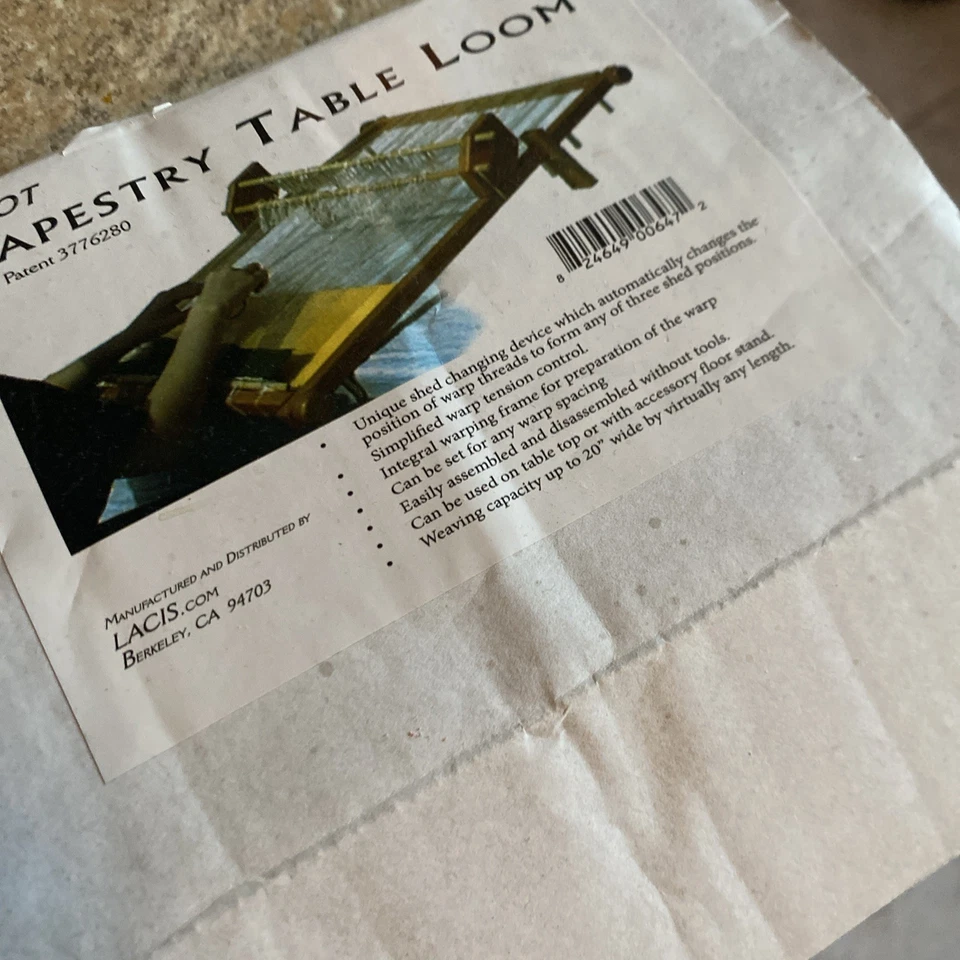 OT
APESTRY TABLE LOOM
Patent 3776280
8 24649 00647 2
• Unique shed changing device which automatically changes the
position of warp threads to form any of three shed positions.
• Simplified warp tension control.
• Integral warping frame for preparation of the warp
• Can be set for any warp spacing
• Easily assembled and disassembled without tools.
• Can be used on table top or with accessory floor stand.
• Weaving capacity up to 20" wide by virtually any length.
MANUFACTURED AND DISTRIBUTED BY
LACIS.COM
BERKELEY, CA 94703